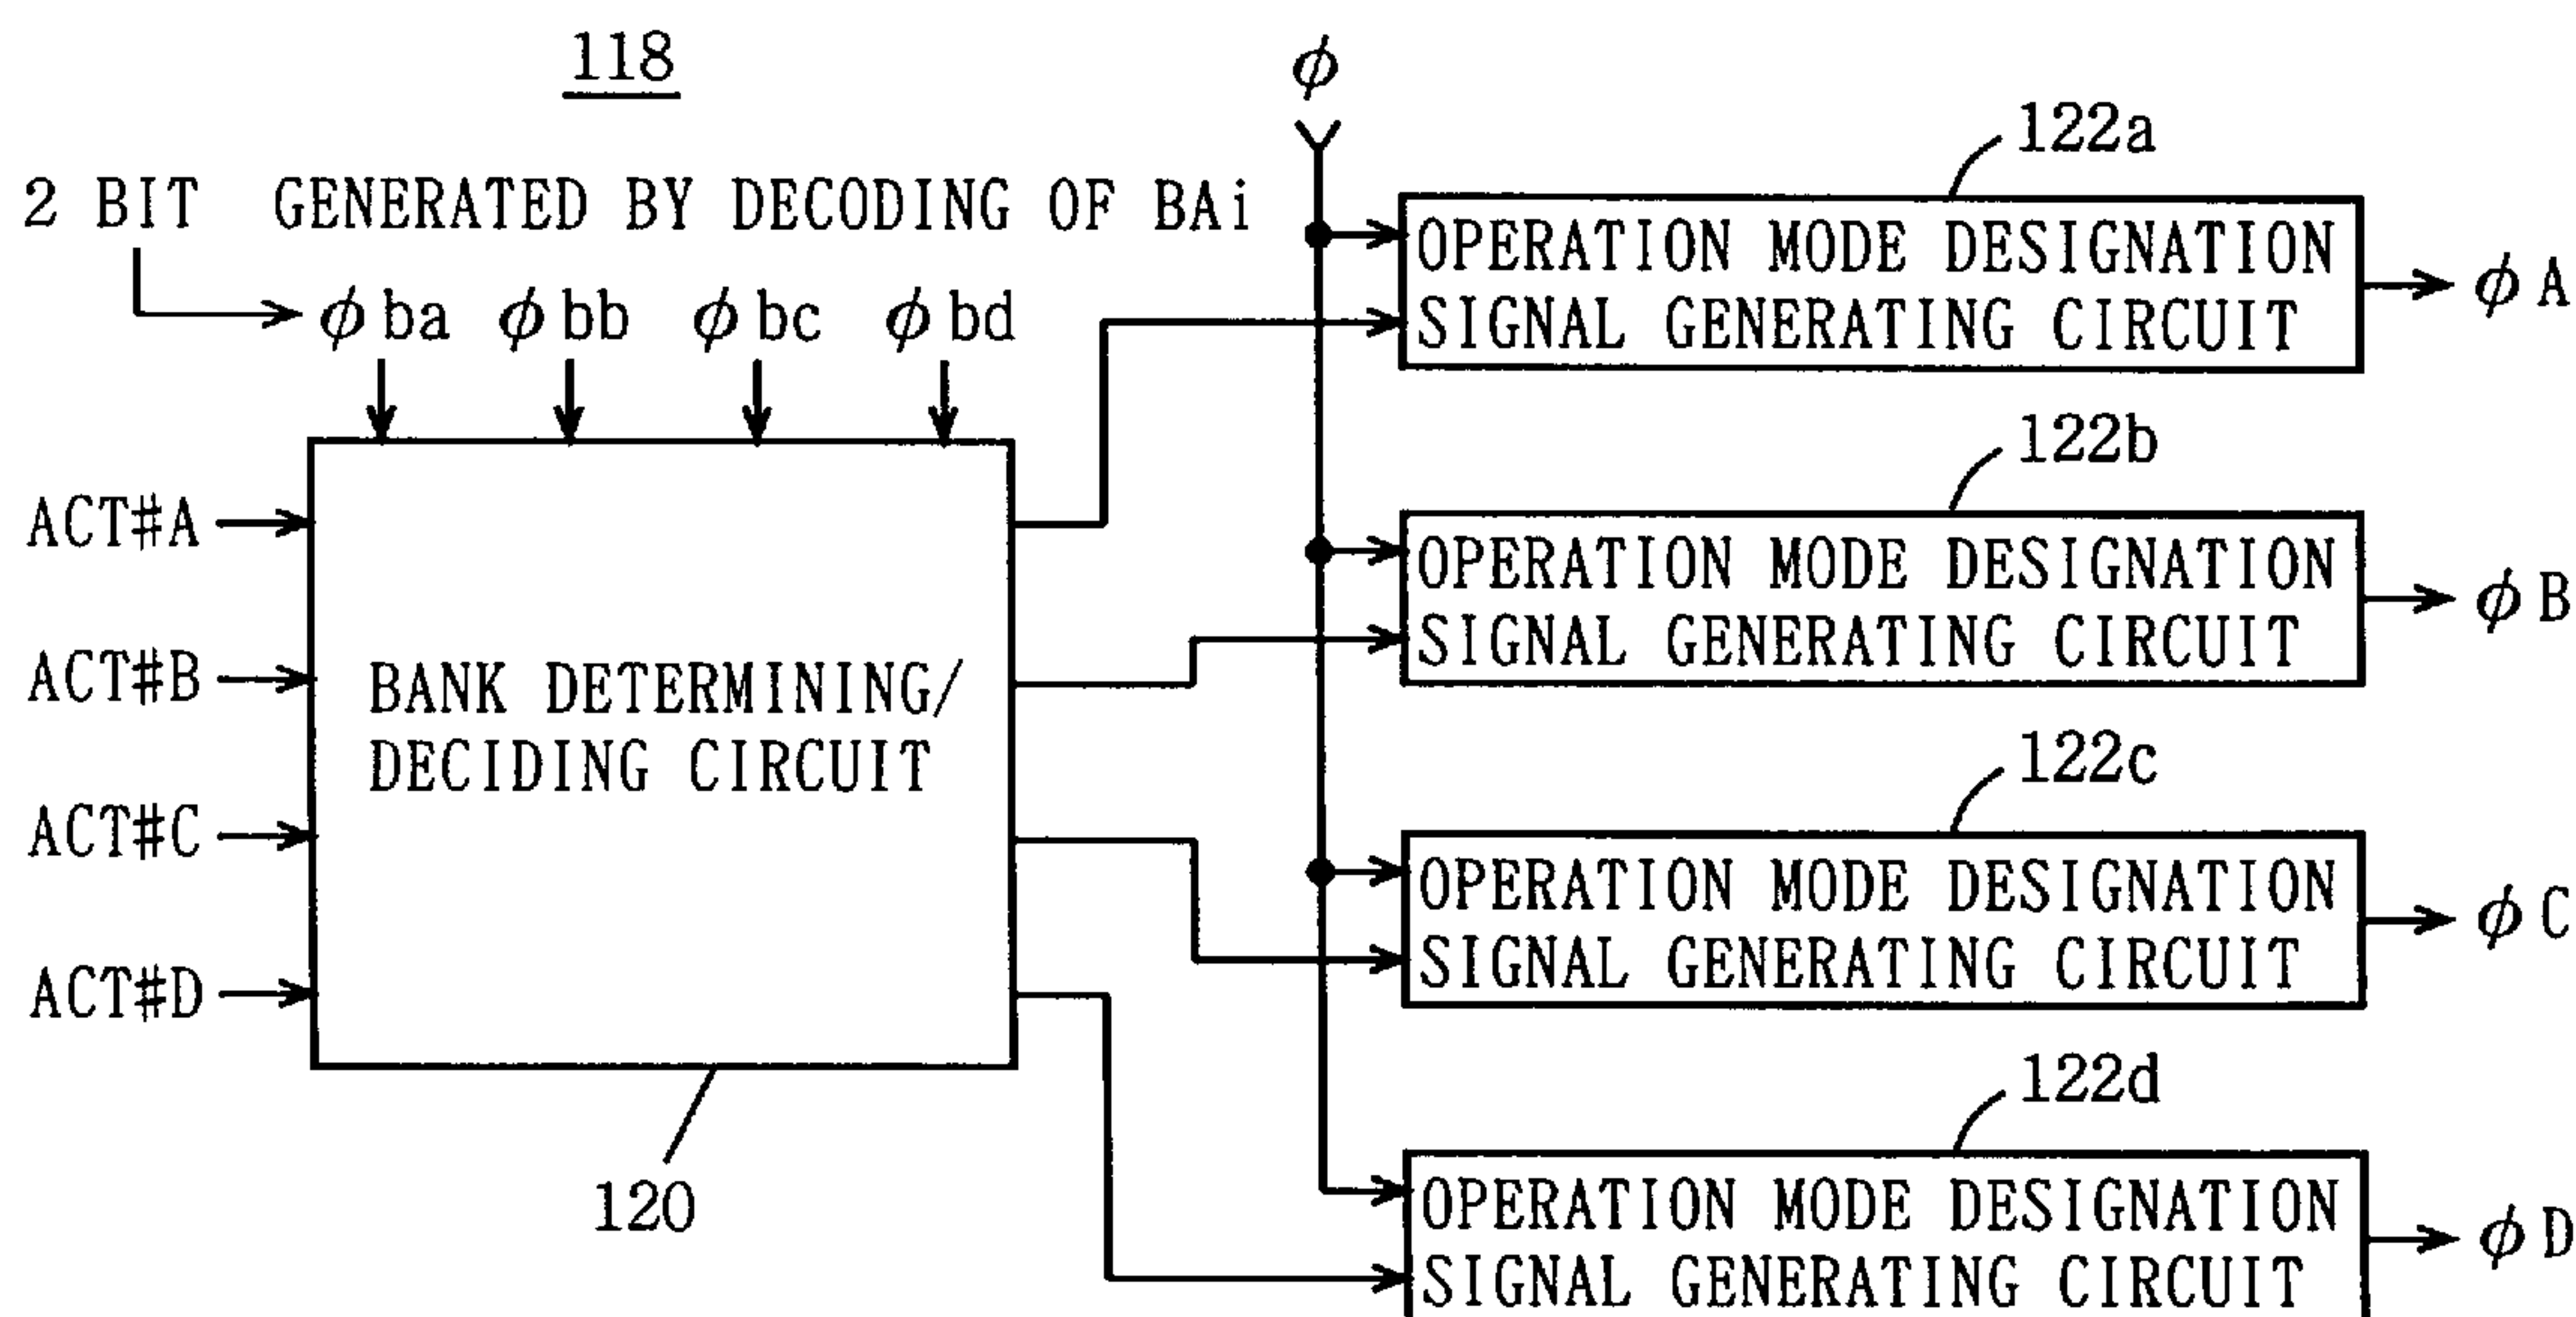 118
φ
2 BIT GENERATED BY DECODING OF BAi
φba φbb φbc φbd
ACT#A
ACT#B
ACT#C
ACT#D
BANK DETERMINING/
DECIDING CIRCUIT
120
122a
OPERATION MODE DESIGNATION
SIGNAL GENERATING CIRCUIT
φA
122b
OPERATION MODE DESIGNATION
SIGNAL GENERATING CIRCUIT
φB
122c
OPERATION MODE DESIGNATION
SIGNAL GENERATING CIRCUIT
φC
122d
OPERATION MODE DESIGNATION
SIGNAL GENERATING CIRCUIT
φD